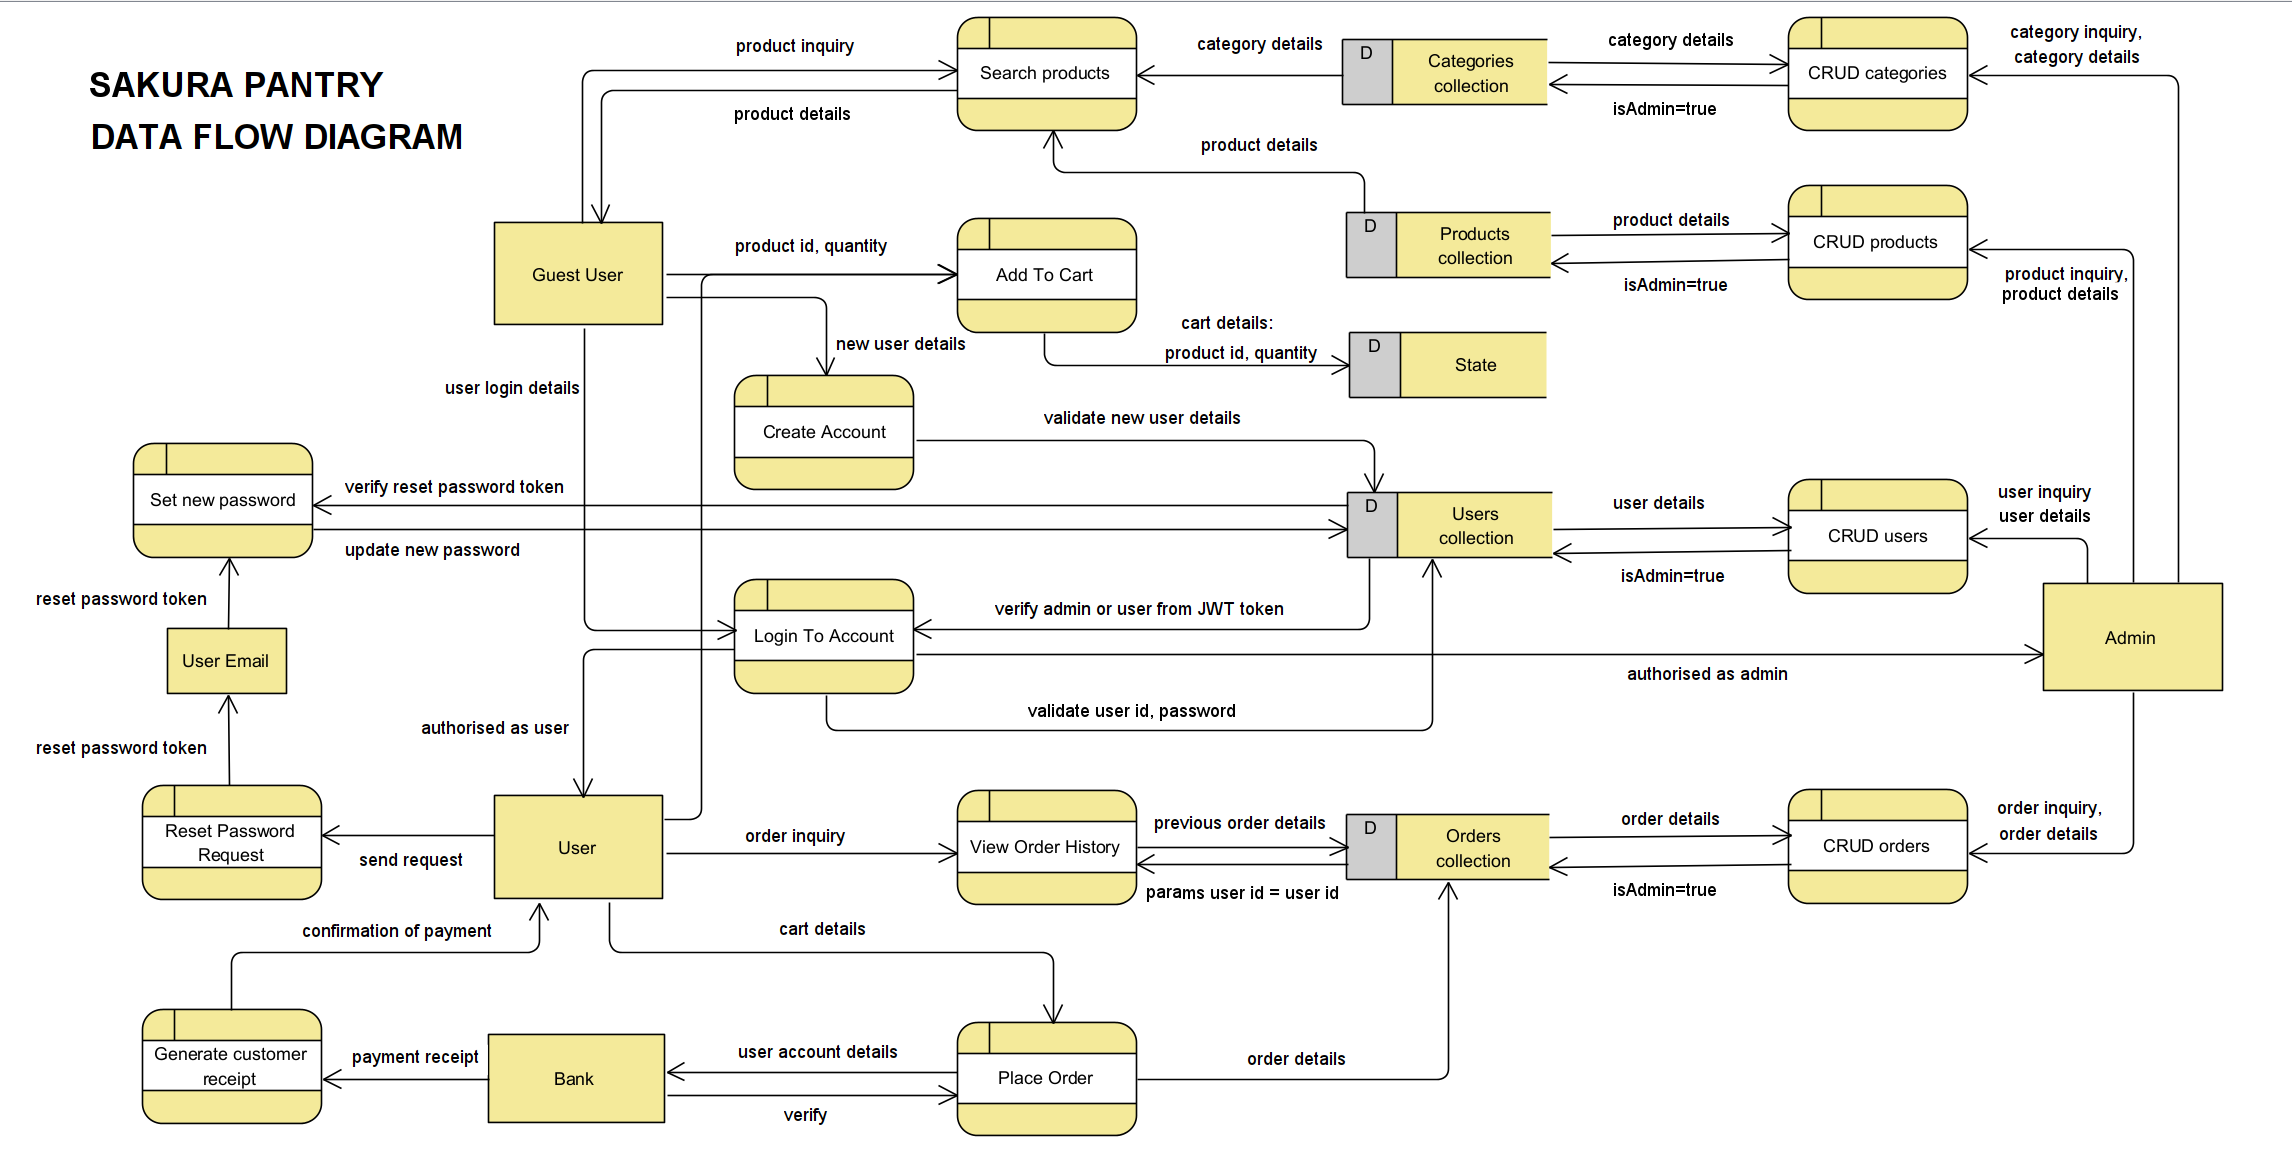 SAKURA PANTRY
DATA FLOW DIAGRAM
product inquiry
product details
Search products
category details
D
Categories
collection
category details
isAdmin=true
CRUD categories
category inquiry,
category details
product details
Guest User
product id, quantity
Add To Cart
D
Products
collection
product details
isAdmin=true
CRUD products
product inquiry,
product details
new user details
cart details:
product id, quantity
D
State
user login details
Create Account
validate new user details
Set new password
verify reset password token
update new password
D
Users
collection
user details
isAdmin=true
CRUD users
user inquiry
user details
reset password token
User Email
reset password token
Login To Account
verify admin or user from JWT token
authorised as admin
validate user id, password
Admin
authorised as user
Reset Password
Request
send request
User
order inquiry
View Order History
previous order details
params user id = user id
D
Orders
collection
order details
isAdmin=true
CRUD orders
order inquiry,
order details
confirmation of payment
cart details
Generate customer
receipt
payment receipt
Bank
user account details
verify
Place Order
order details